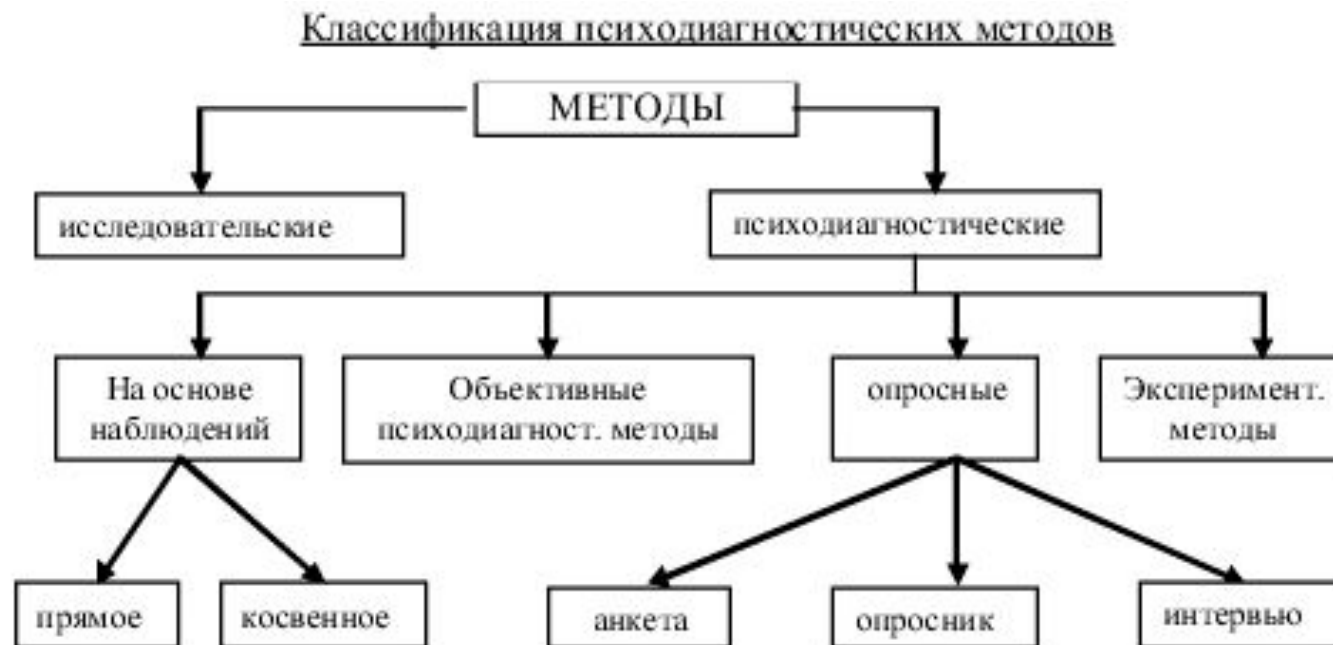 Классификация психодиагностических методов
МЕТОДЫ
исследовательские
психодиагностические
На основе
наблюдений
Объективные
психодиагност. методы
опросные
Эксперимент.
методы
прямое
косвенное
анкета
опросник
интервью